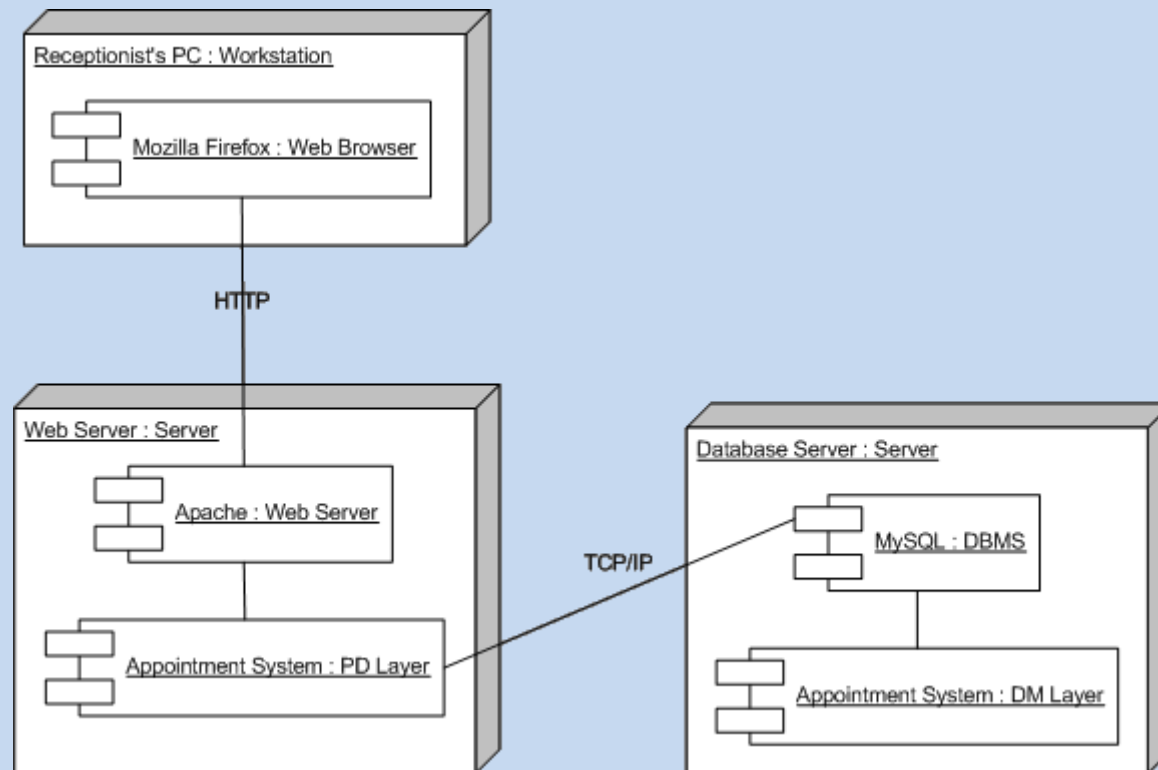 Receptionist's PC : Workstation
Mozilla Firefox : Web Browser
HTTP
Web Server : Server
Apache : Web Server
Appointment System : PD Layer
TCP/IP
Database Server : Server
MySQL : DBMS
Appointment System : DM Layer